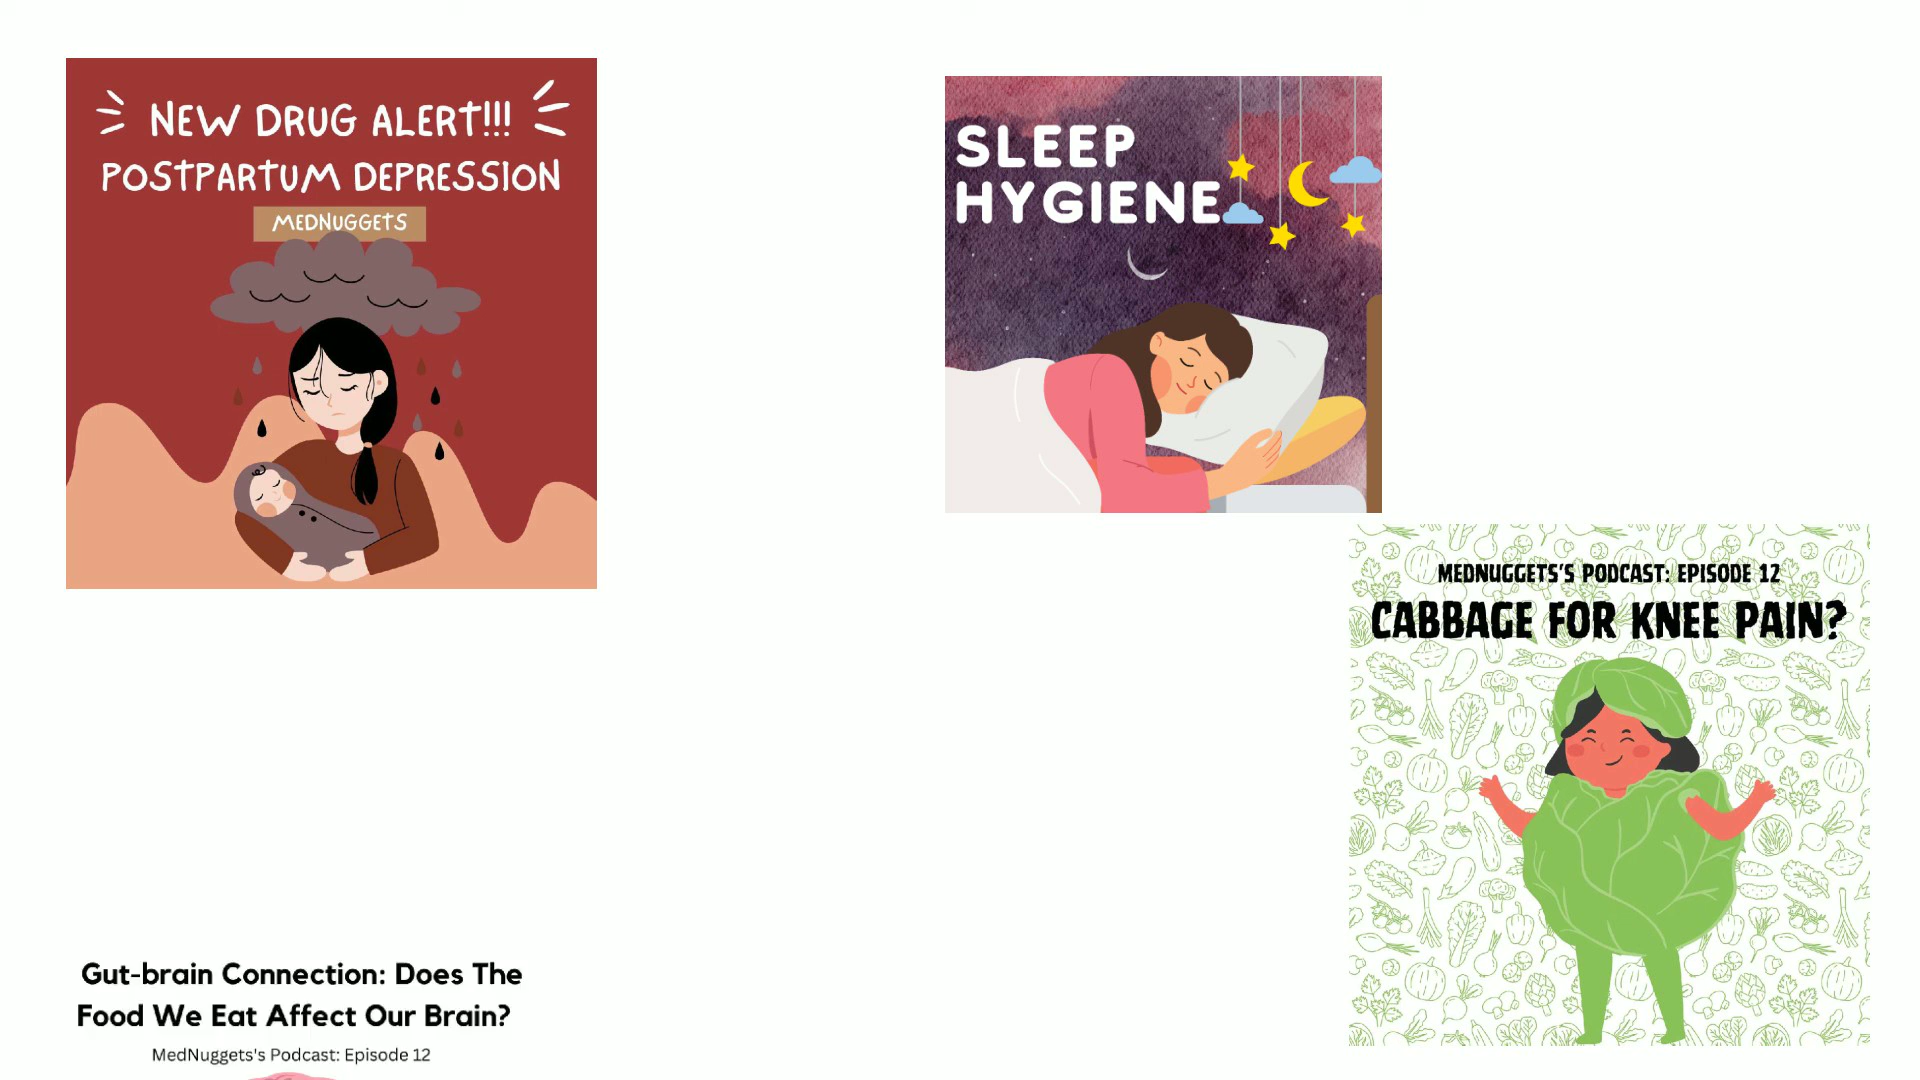 NEW DRUG ALERT!!!
POSTPARTUM DEPRESSION
MEDNUGGETS
SLEEP
HYGIENE
MEDNUGGETS'S PODCAST: EPISODE 12
CABBAGE FOR KNEE PAIN?
Gut-brain Connection: Does The
Food We Eat Affect Our Brain?
MedNuggets's Podcast: Episode 12